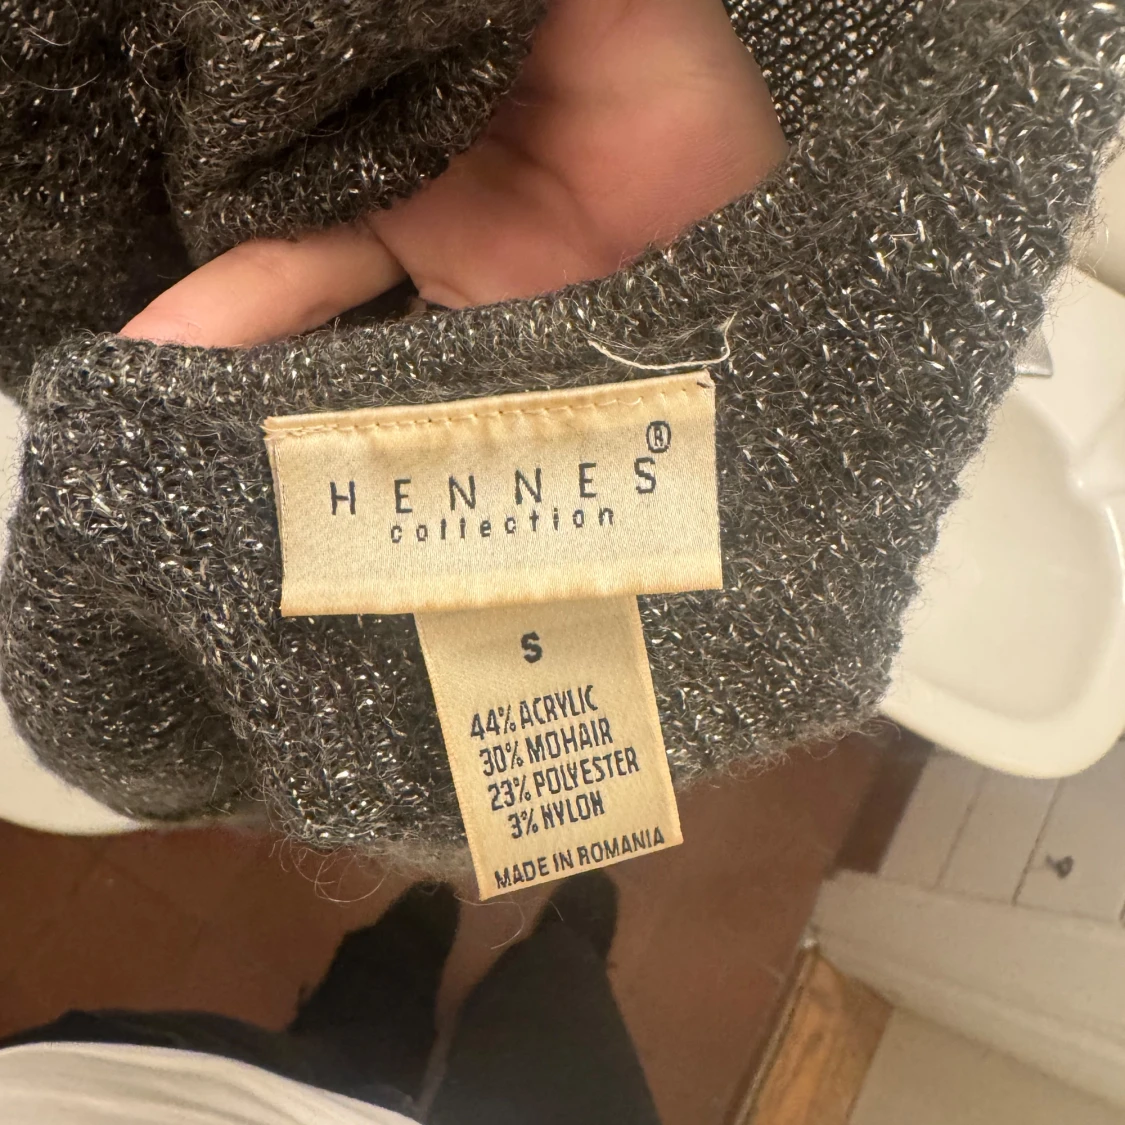 HENNES®
collection
S
44% ACRYLIC
30% MOHAIR
23% POLYESTER
3% NYLON
MADE IN ROMANIA